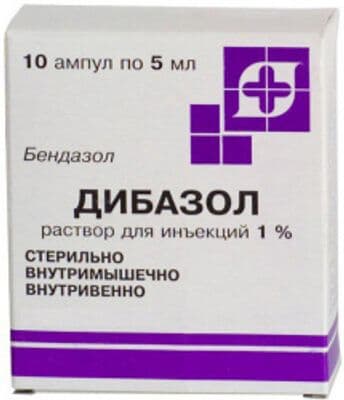 10 ампул по 5 мл
Бендазол
ДИБАЗОЛ
раствор для инъекций 1 %
СТЕРИЛЬНО
ВНУТРИМЫШЕЧНО
ВНУТРИВЕННО